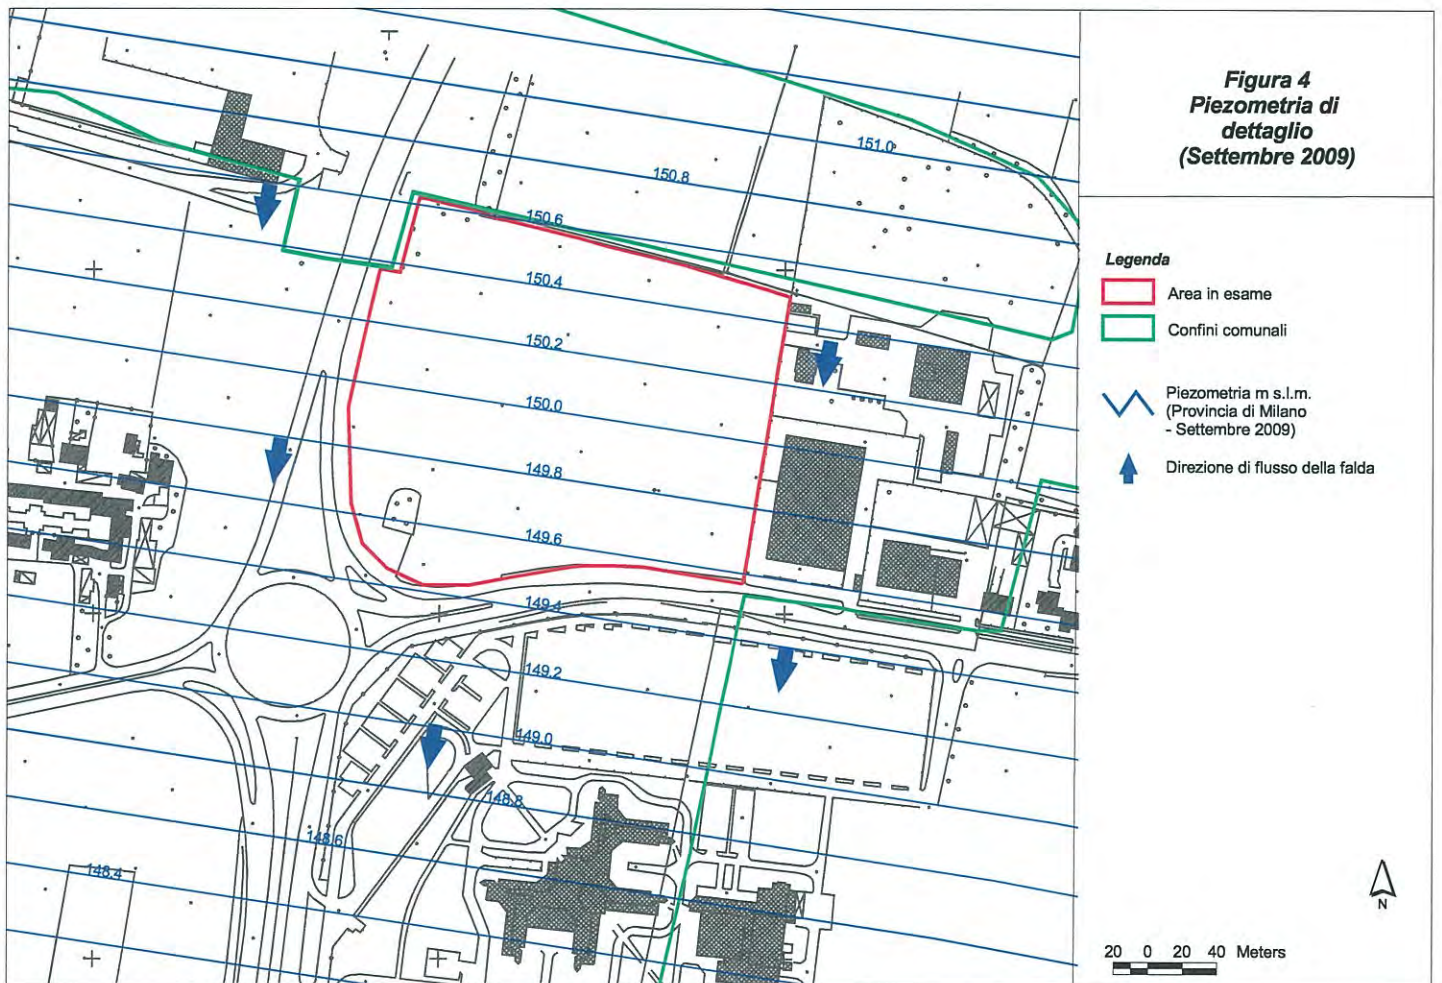 Figura 4
Piezometria di
dettaglio
(Settembre 2009)
Legenda
Area in esame
Confini comunali
Piezometria m s.l.m.
(Provincia di Milano
- Settembre 2009)
Direzione di flusso della falda
N
20 0 20 40 Meters
151.0
150.8
150.6
150.4
150.2
150.0
149.8
149.6
149.4
149.2
149.0
148.8
148.6
148.4